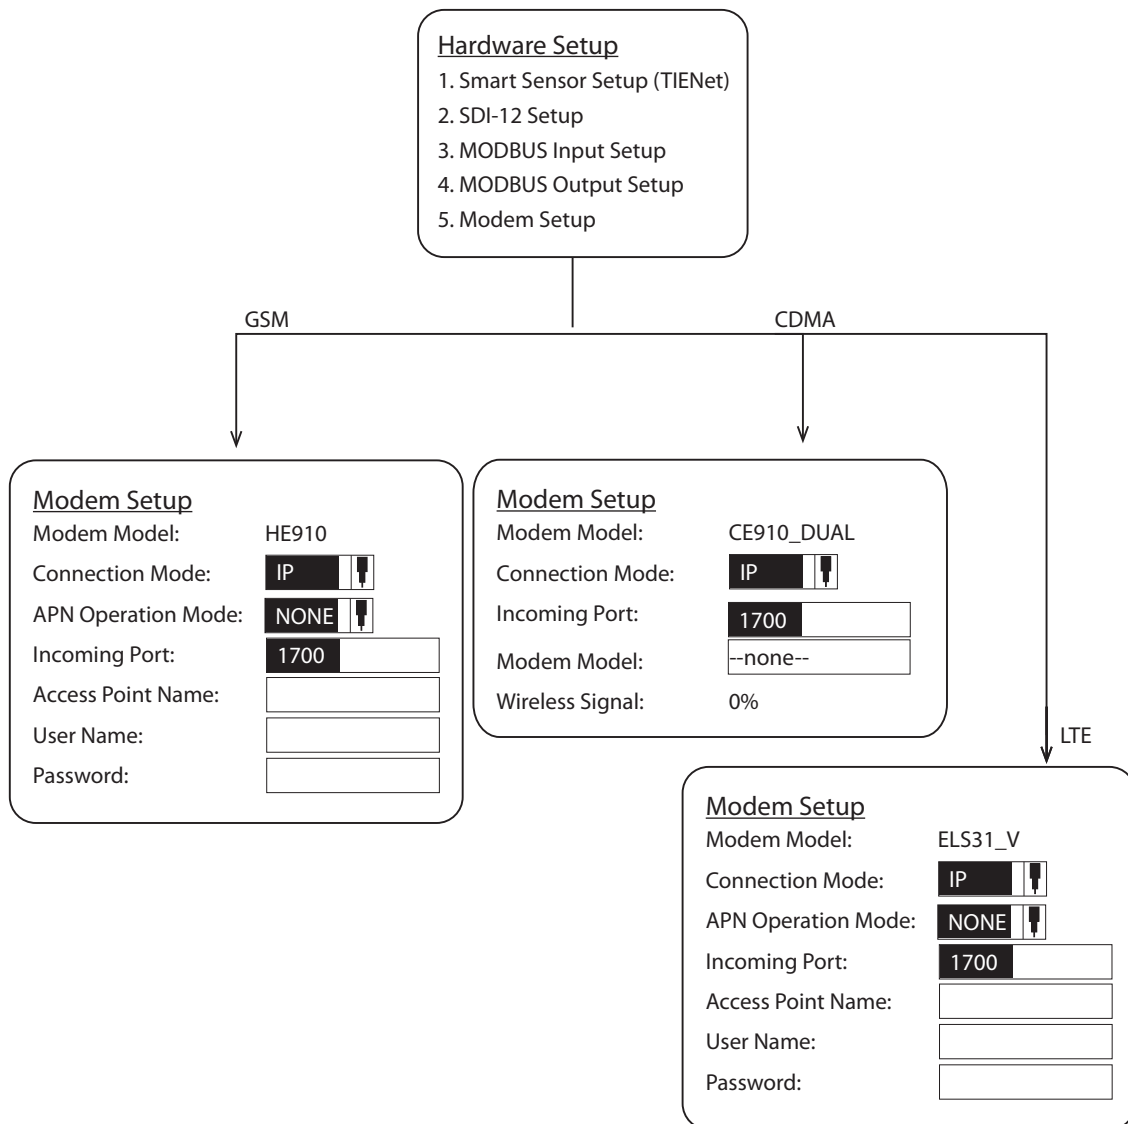 Hardware Setup
1. Smart Sensor Setup (TIENet)
2. SDI-12 Setup
3. MODBUS Input Setup
4. MODBUS Output Setup
5. Modem Setup
GSM
CDMA
Modem Setup
Modem Model: HE910
Connection Mode: IP
APN Operation Mode: NONE
Incoming Port: 1700
Access Point Name:
User Name:
Password:
Modem Setup
Modem Model: CE910_DUAL
Connection Mode: IP
Incoming Port: 1700
Modem Model: --none--
Wireless Signal: 0%
LTE
Modem Setup
Modem Model: ELS31_V
Connection Mode: IP
APN Operation Mode: NONE
Incoming Port: 1700
Access Point Name:
User Name:
Password: